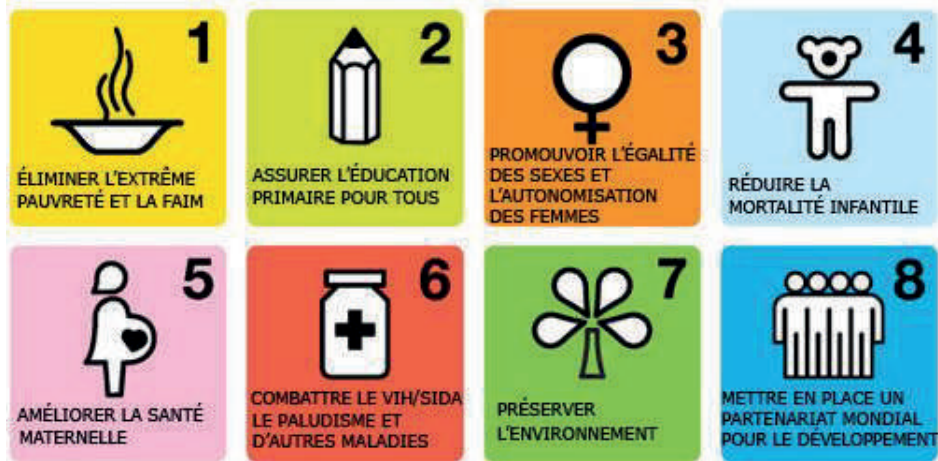 1
ÉLIMINER L'EXTRÊME
PAUVRETÉ ET LA FAIM
2
ASSURER L'ÉDUCATION
PRIMAIRE POUR TOUS
3
PROMOUVOIR L'ÉGALITÉ
DES SEXES ET
L'AUTONOMISATION
DES FEMMES
4
RÉDUIRE LA
MORTALITÉ INFANTILE
5
AMÉLIORER LA SANTÉ
MATERNELLE
6
COMBATTRE LE VIH/SIDA
LE PALUDISME ET
D'AUTRES MALADIES
7
PRÉSERVER
L'ENVIRONNEMENT
8
METTRE EN PLACE UN
PARTENARIAT MONDIAL
POUR LE DÉVELOPPEMENT